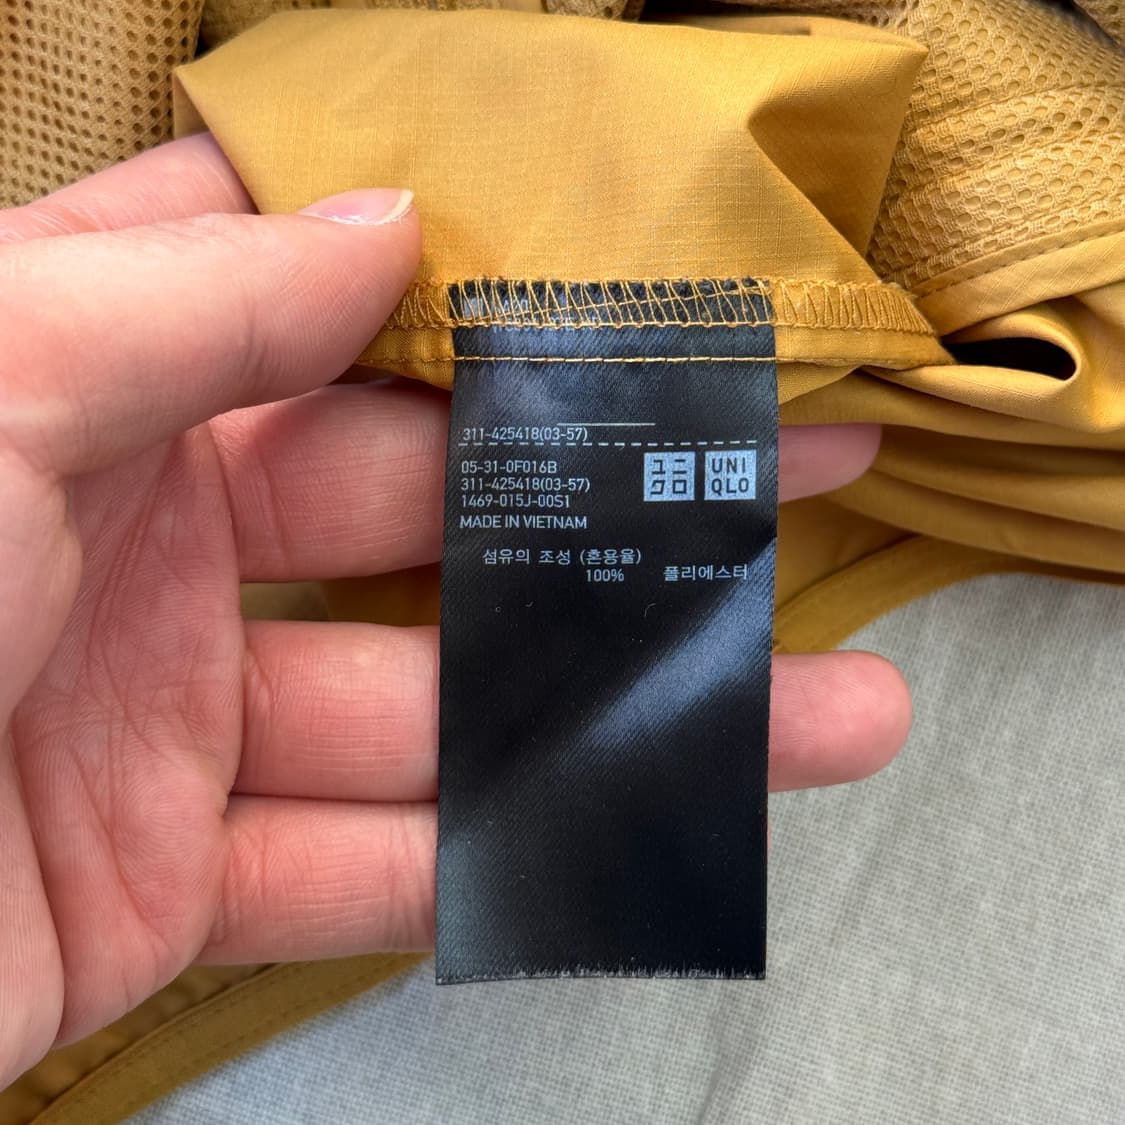 311-425418(03-57)
05-31-0F016B
311-425418(03-57)
1469-015J-00S1
MADE IN VIETNAM
ユニ
クロ
UNI
QLO
섬유의 조성 (혼용율)
100% 폴리에스터